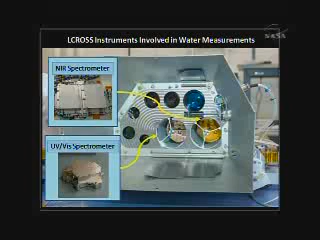 NASA
LCROSS Instruments Involved in Water Measurements
NIR Spectrometer
UV/Vis Spectrometer